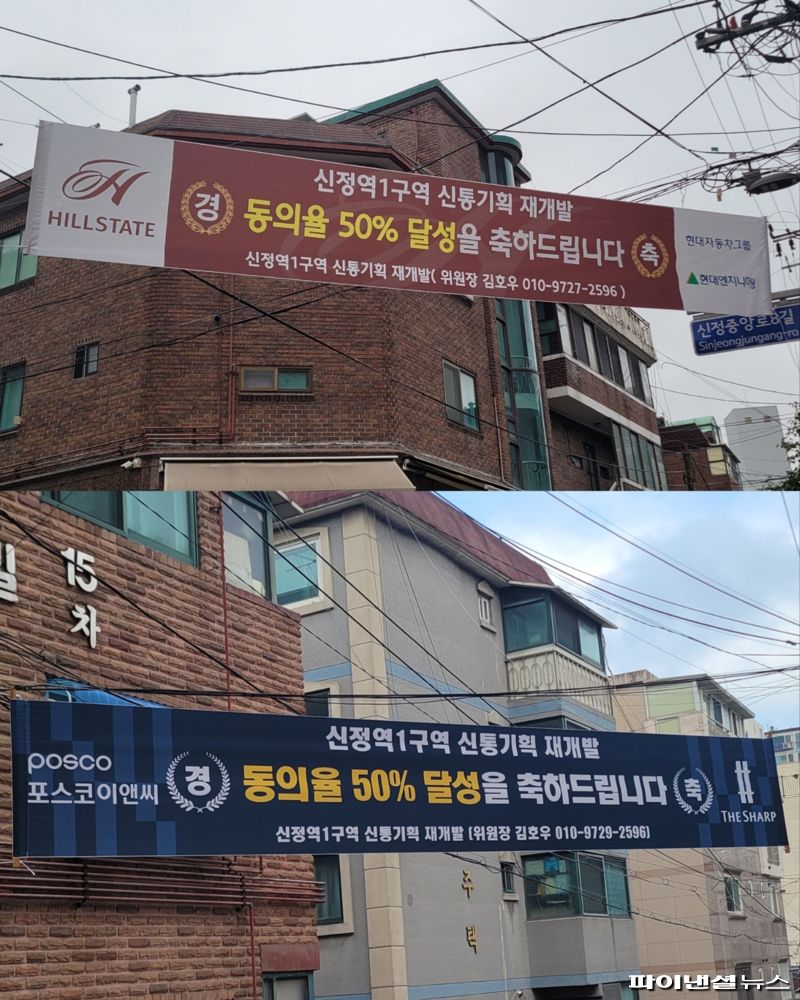 HILLSTATE
신정역1구역 신통기획 재개발
경 동의율 50% 달성을 축하드립니다 축
신정역1구역 신통기획 재개발( 위원장 김호우 010-9727-2596 )
현대자동차그룹
현대엔지니어링
신정중앙로8길
Sinjeongjungang-ro
15
차
posco
포스코이앤씨
신정역1구역 신통기획 재개발
경 동의율 50% 달성을 축하드립니다 축
신정역1구역 신통기획 재개발 (위원장 김호우 010-9729-2596)
THE SHARP
주택
파이낸셜뉴스